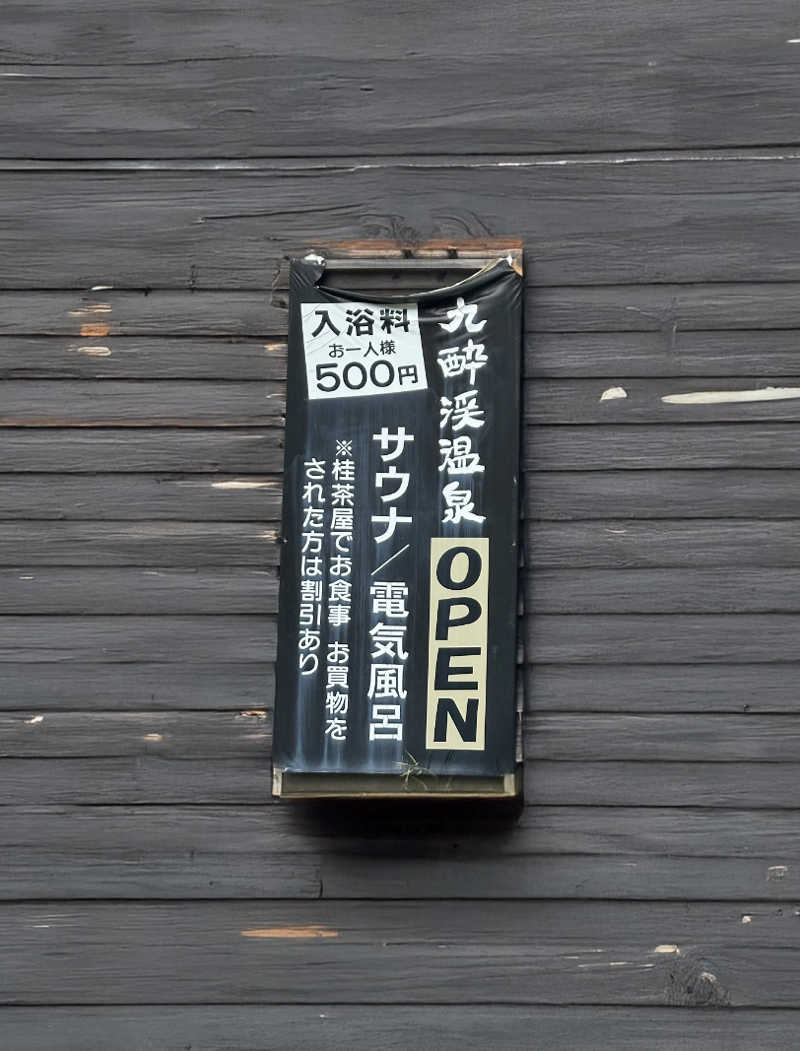 九酔渓温泉
OPEN
入浴料
お一人様
500円
サウナ／電気風呂
※桂茶屋でお食事 お買物を
された方は割引あり